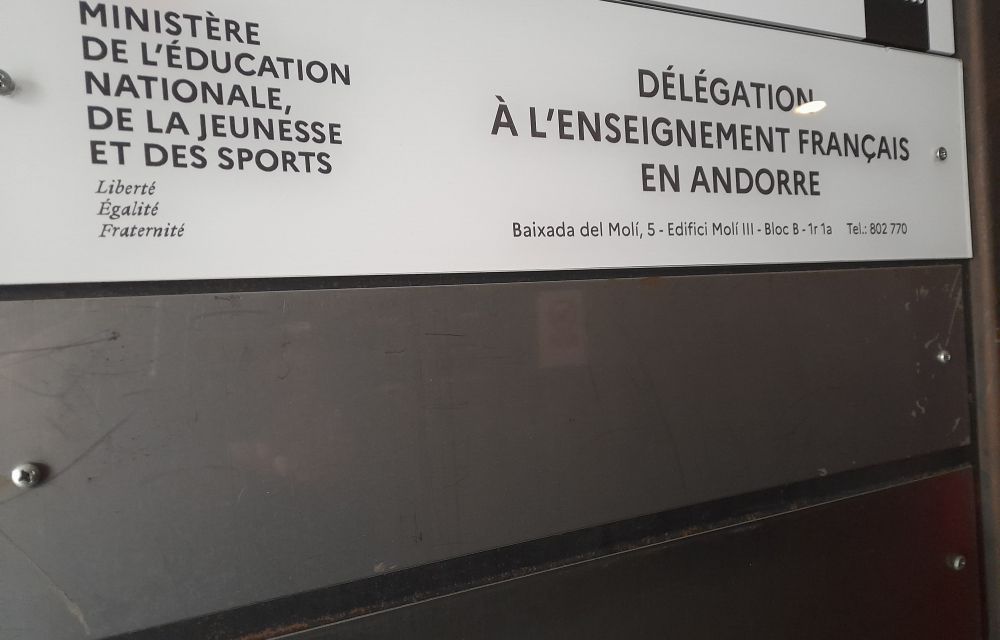 MINISTÈRE
DE L'ÉDUCATION
NATIONALE,
DE LA JEUNESSE
ET DES SPORTS
Liberté
Égalité
Fraternité
DÉLÉGATION
À L'ENSEIGNEMENT FRANÇAIS
EN ANDORRE
Baixada del Molí, 5 - Edifici Molí III - Bloc B - 1r 1a Tel.: 802 770